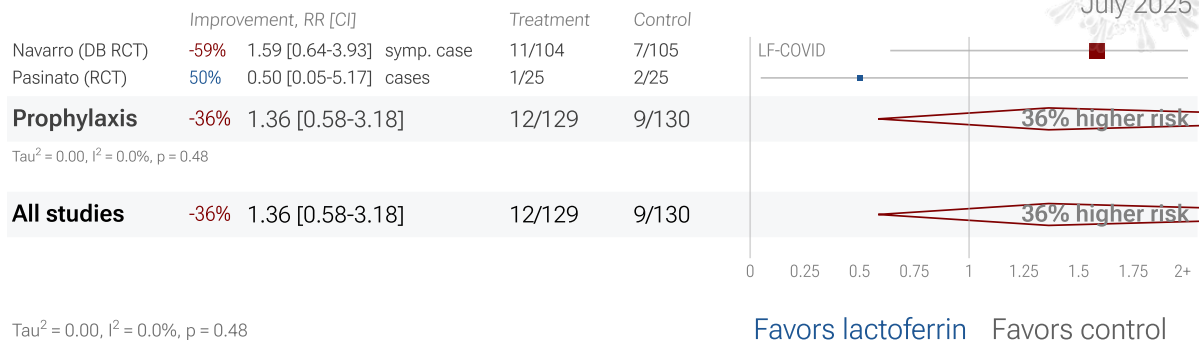 July 2025
Improvement, RR [CI] Treatment Control
Navarro (DB RCT) -59% 1.59 [0.64-3.93] symp. case 11/104 7/105 LF-COVID
Pasinato (RCT) 50% 0.50 [0.05-5.17] cases 1/25 2/25
Prophylaxis -36% 1.36 [0.58-3.18] 12/129 9/130 36% higher risk
Tau² = 0.00, I² = 0.0%, p = 0.48
All studies -36% 1.36 [0.58-3.18] 12/129 9/130 36% higher risk
0 0.25 0.5 0.75 1 1.25 1.5 1.75 2+
Tau² = 0.00, I² = 0.0%, p = 0.48 Favors lactoferrin Favors control